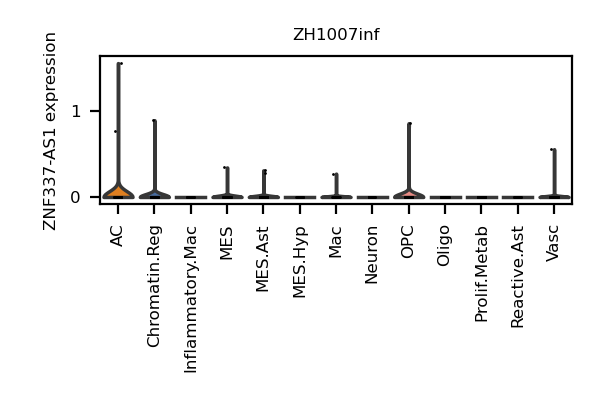 ZH1007inf
ZNF337-AS1 expression
1
0
AC
Chromatin.Reg
Inflammatory.Mac
MES
MES.Ast
MES.Hyp
Mac
Neuron
OPC
Oligo
Prolif.Metab
Reactive.Ast
Vasc